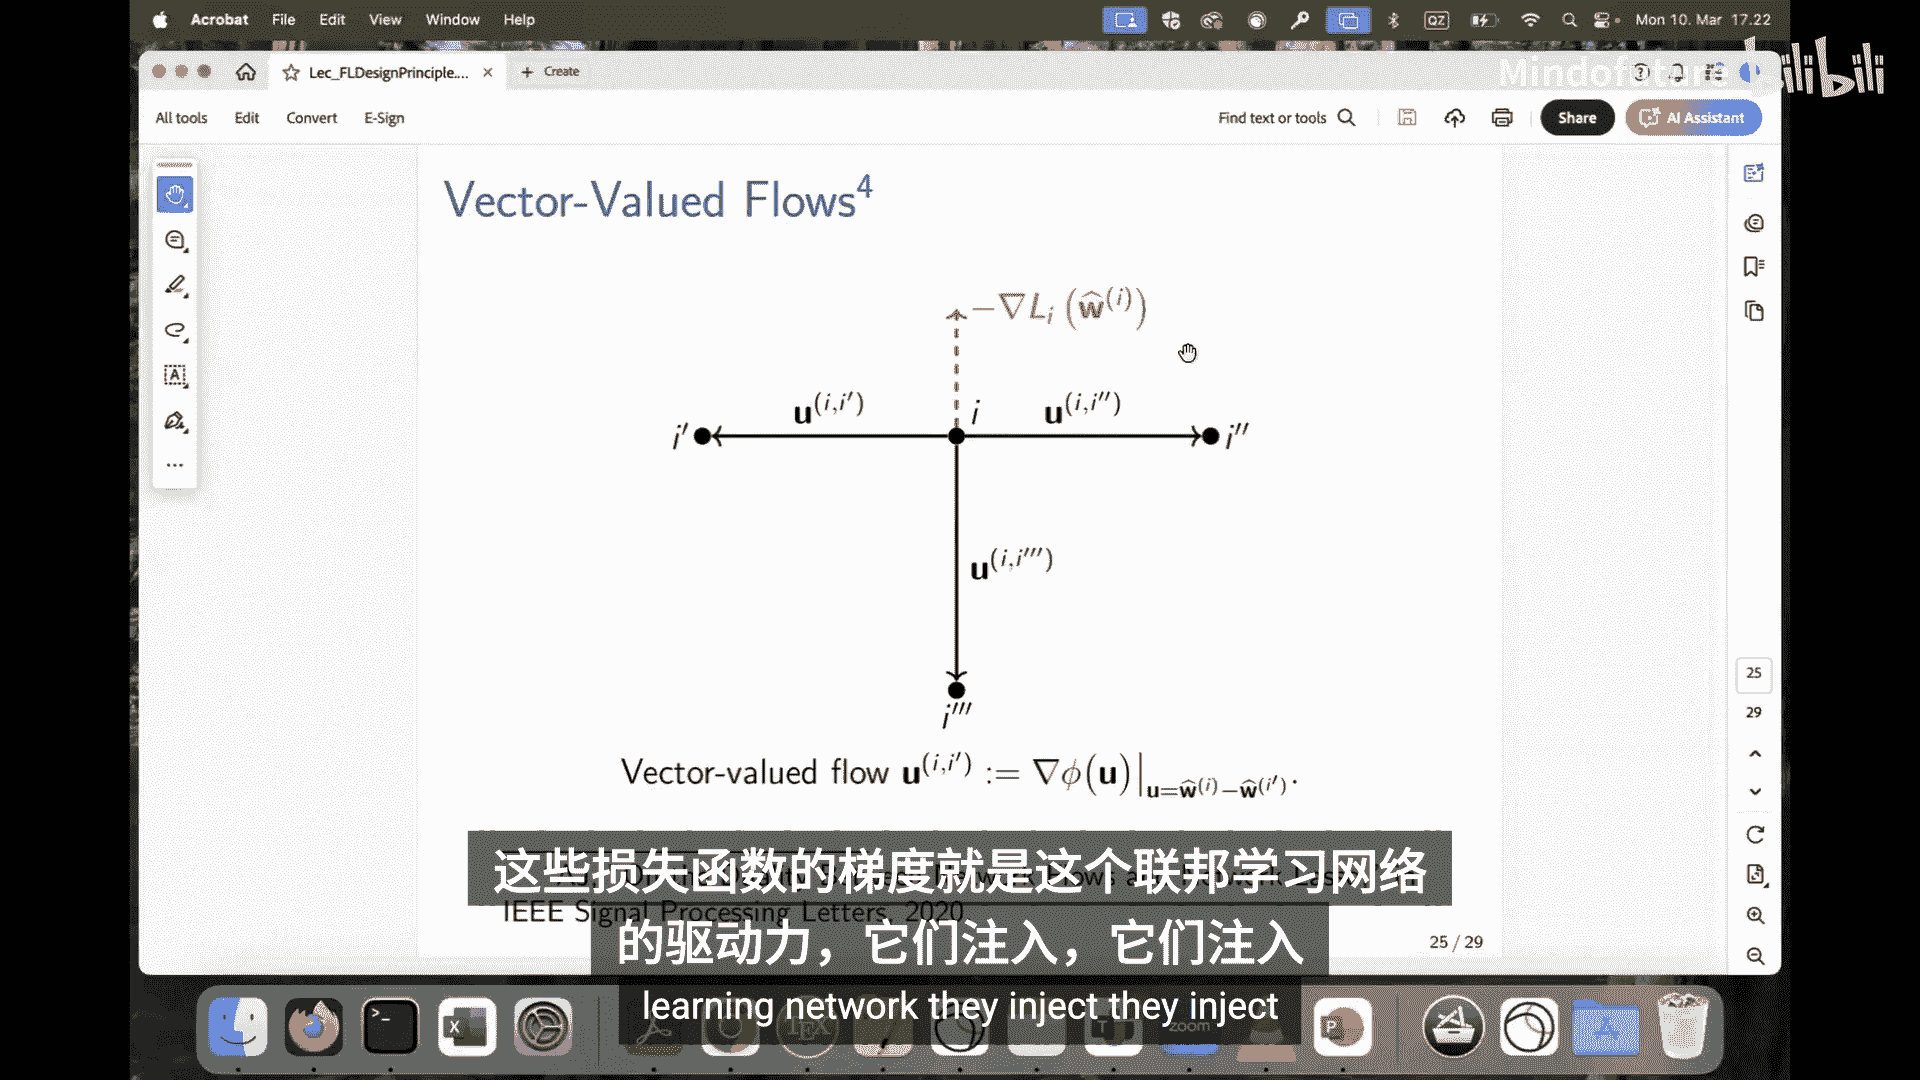 Acrobat File Edit View Window Help
QZ
Mon 10. Mar 17.22
Lec_FLDesignPrinciple....
Create
Mindofuture
bilibili
All tools Edit Convert E-Sign
Find text or tools
Share
AI Assistant
Vector-Valued Flows⁴
−∇L_i (ŵ^(i))
u^(i,i′)
i
u^(i,i″)
i′
i″
u^(i,i‴)
i‴
Vector-valued flow u^(i,i′) := ∇ϕ(u)|_u=ŵ^(i)−ŵ^(i′).
25
29
IEEE Signal Processing Letters, 2020
25 / 29
这些损失函数的梯度就是这个联邦学习网络
的驱动力，它们注入，它们注入
learning network they inject they inject